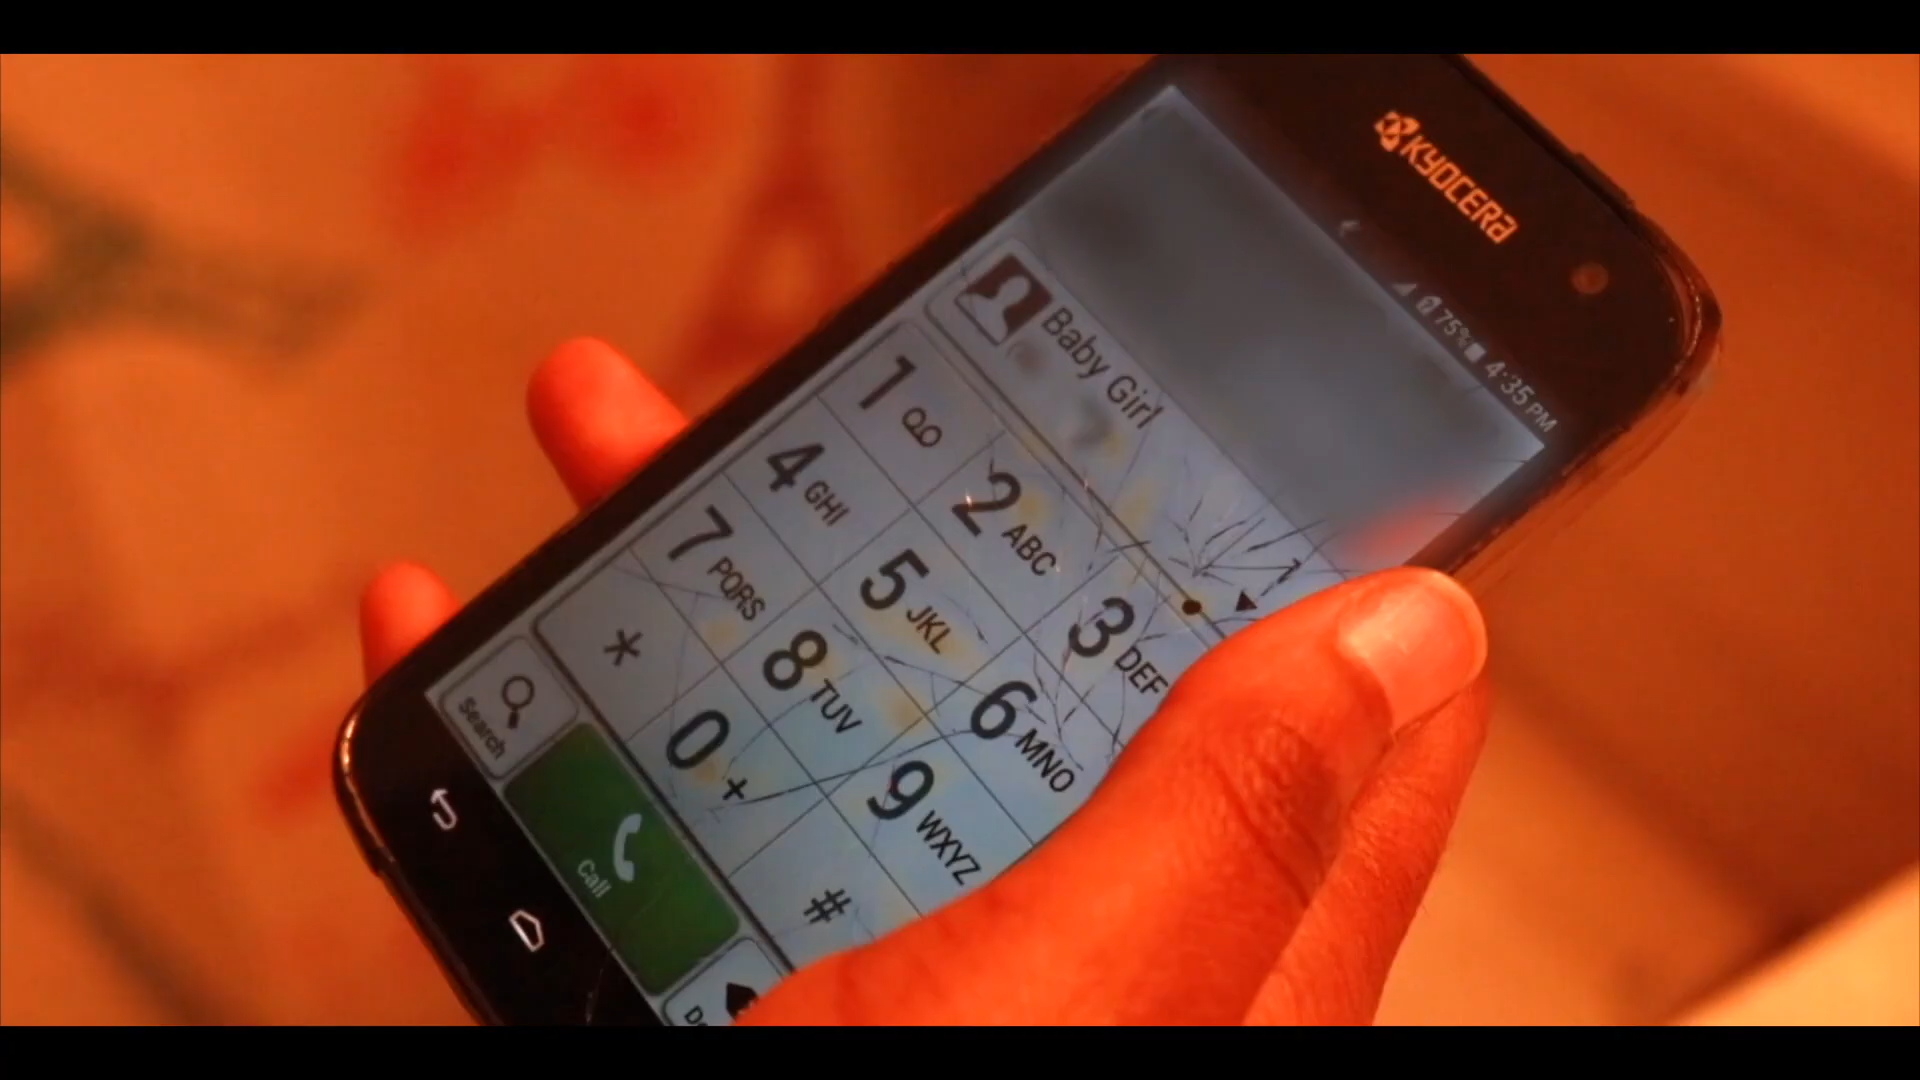 KYOCERA
75% 4:35 PM
Baby Girl
1
1
2 ABC
3 DEF
4 GHI
5 JKL
6 MNO
7 PQRS
8 TUV
9 WXYZ
*
0 +
#
Search
Call